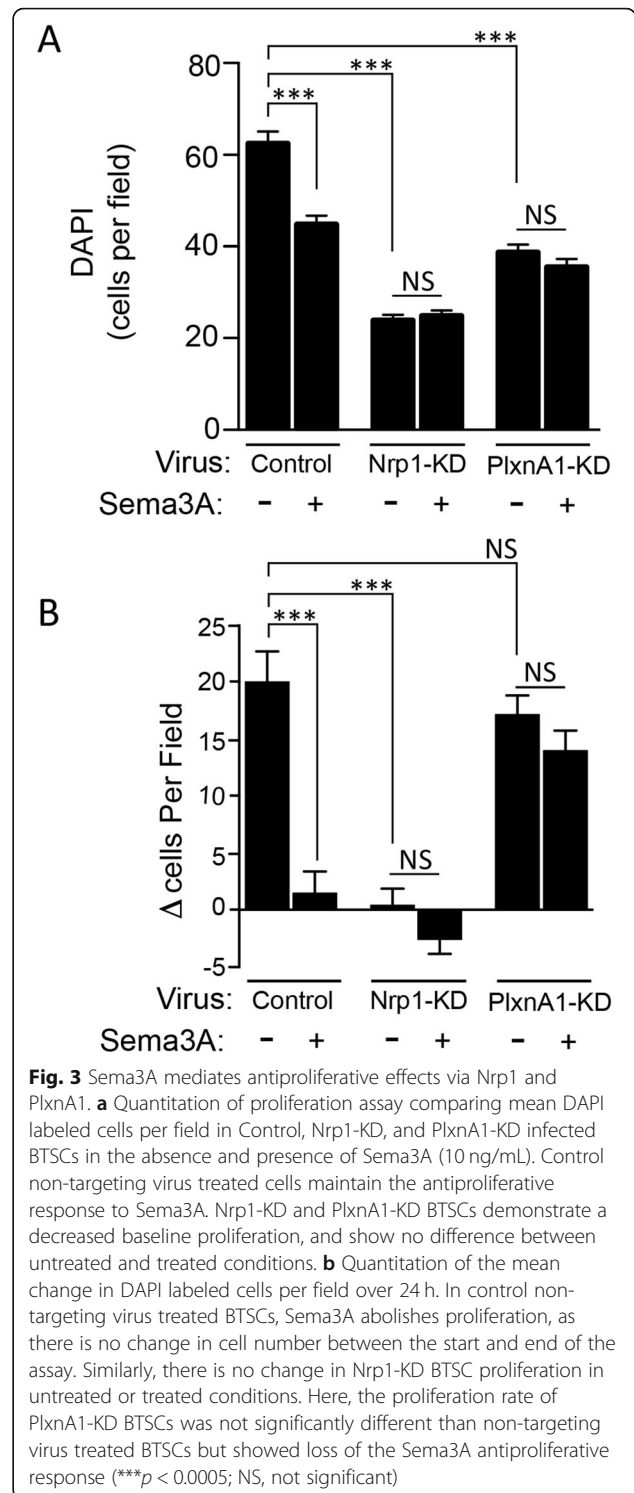 A
***
***
***
NS
NS
DAPI
(cells per field)
60
40
20
0
Virus: Control Nrp1-KD PlxnA1-KD
Sema3A: - + - + - +
B
NS
***
***
NS
NS
Δ cells Per Field
25
20
15
10
5
0
-5
Virus: Control Nrp1-KD PlxnA1-KD
Sema3A: - + - + - +
Fig. 3 Sema3A mediates antiproliferative effects via Nrp1 and
PlxnA1. a Quantitation of proliferation assay comparing mean DAPI
labeled cells per field in Control, Nrp1-KD, and PlxnA1-KD infected
BTSCs in the absence and presence of Sema3A (10 ng/mL). Control
non-targeting virus treated cells maintain the antiproliferative
response to Sema3A. Nrp1-KD and PlxnA1-KD BTSCs demonstrate a
decreased baseline proliferation, and show no difference between
untreated and treated conditions. b Quantitation of the mean
change in DAPI labeled cells per field over 24 h. In control non-
targeting virus treated BTSCs, Sema3A abolishes proliferation, as
there is no change in cell number between the start and end of the
assay. Similarly, there is no change in Nrp1-KD BTSC proliferation in
untreated or treated conditions. Here, the proliferation rate of
PlxnA1-KD BTSCs was not significantly different than non-targeting
virus treated BTSCs but showed loss of the Sema3A antiproliferative
response (***p < 0.0005; NS, not significant)